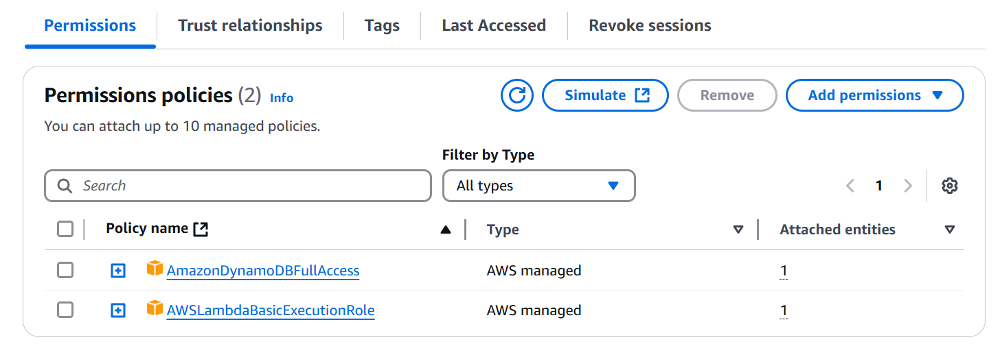 Permissions Trust relationships Tags Last Accessed Revoke sessions
Permissions policies (2) Info Simulate Remove Add permissions
You can attach up to 10 managed policies.
Filter by Type
Search All types 1
Policy name Type Attached entities
AmazonDynamoDBFullAccess AWS managed 1
AWSLambdaBasicExecutionRole AWS managed 1